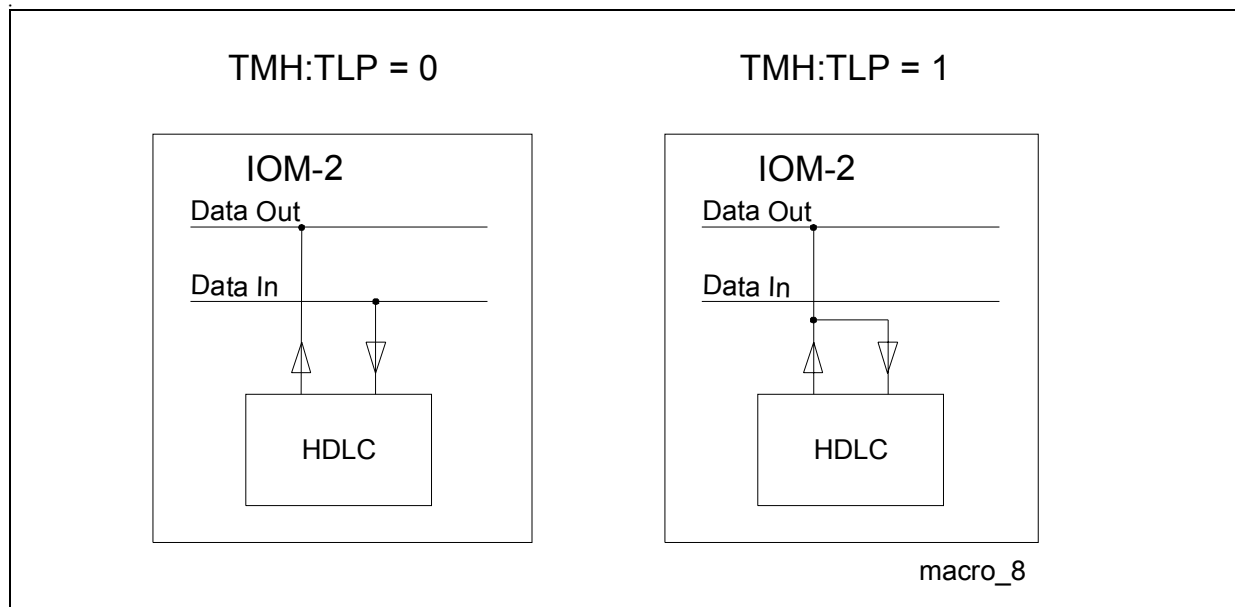 TMH:TLP = 0
TMH:TLP = 1
IOM-2
Data Out
Data In
HDLC
IOM-2
Data Out
Data In
HDLC
macro_8